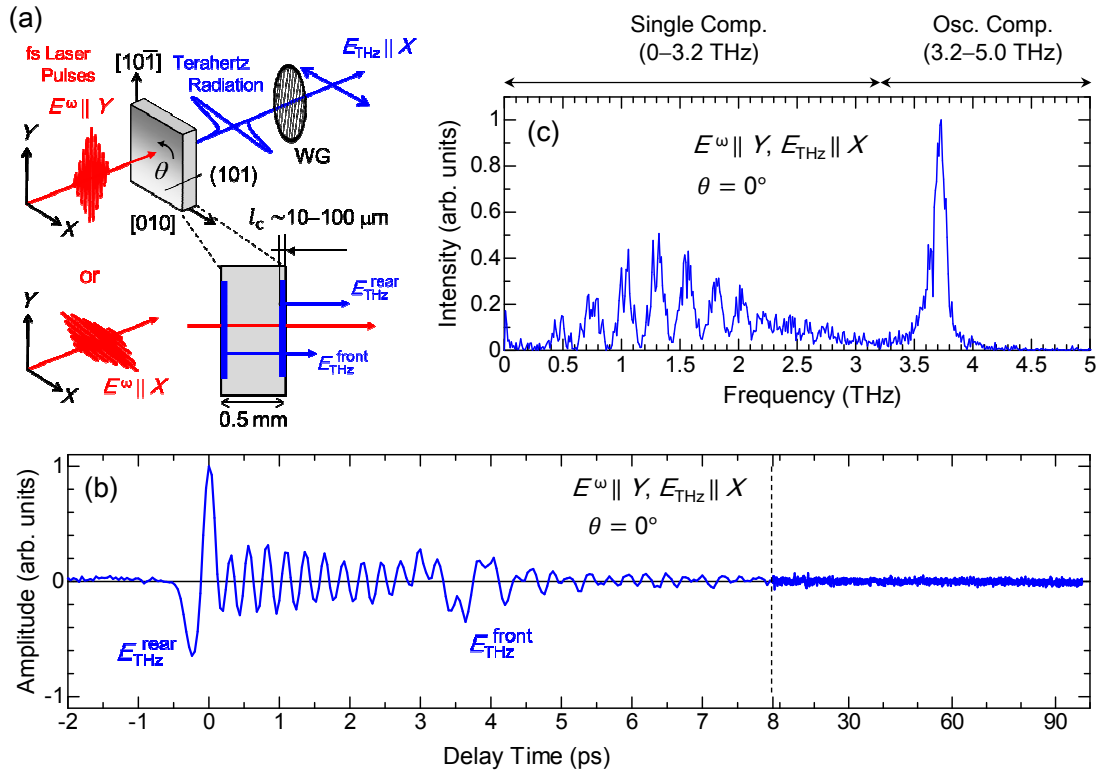 (a)
fs Laser
Pulses
E^ω || Y
[101̄]
Terahertz
Radiation
E_THz || X
WG
θ
(101)
Y
X
[010]
l_c ~10–100 μm
or
Y
X
E^ω || X
E_THz^rear
E_THz^front
0.5 mm
Single Comp.
(0–3.2 THz)
Osc. Comp.
(3.2–5.0 THz)
(c)
E^ω || Y, E_THz || X
θ = 0°
Intensity (arb. units)
1
0.8
0.6
0.4
0.2
0
0 0.5 1 1.5 2 2.5 3 3.5 4 4.5 5
Frequency (THz)
(b)
E^ω || Y, E_THz || X
θ = 0°
E_THz^rear
E_THz^front
Amplitude (arb. units)
1
0
-1
-2 -1 0 1 2 3 4 5 6 7 8 30 60 90
Delay Time (ps)